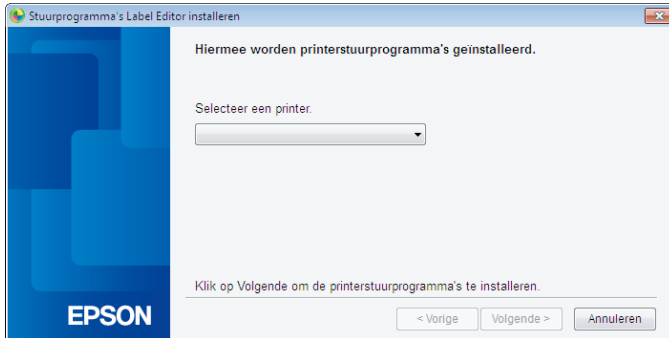 Stuurprogramma's Label Editor installeren
Hiermee worden printerstuurprogramma's geïnstalleerd.
Selecteer een printer.
Klik op Volgende om de printerstuurprogramma's te installeren.
EPSON
< Vorige
Volgende >
Annuleren